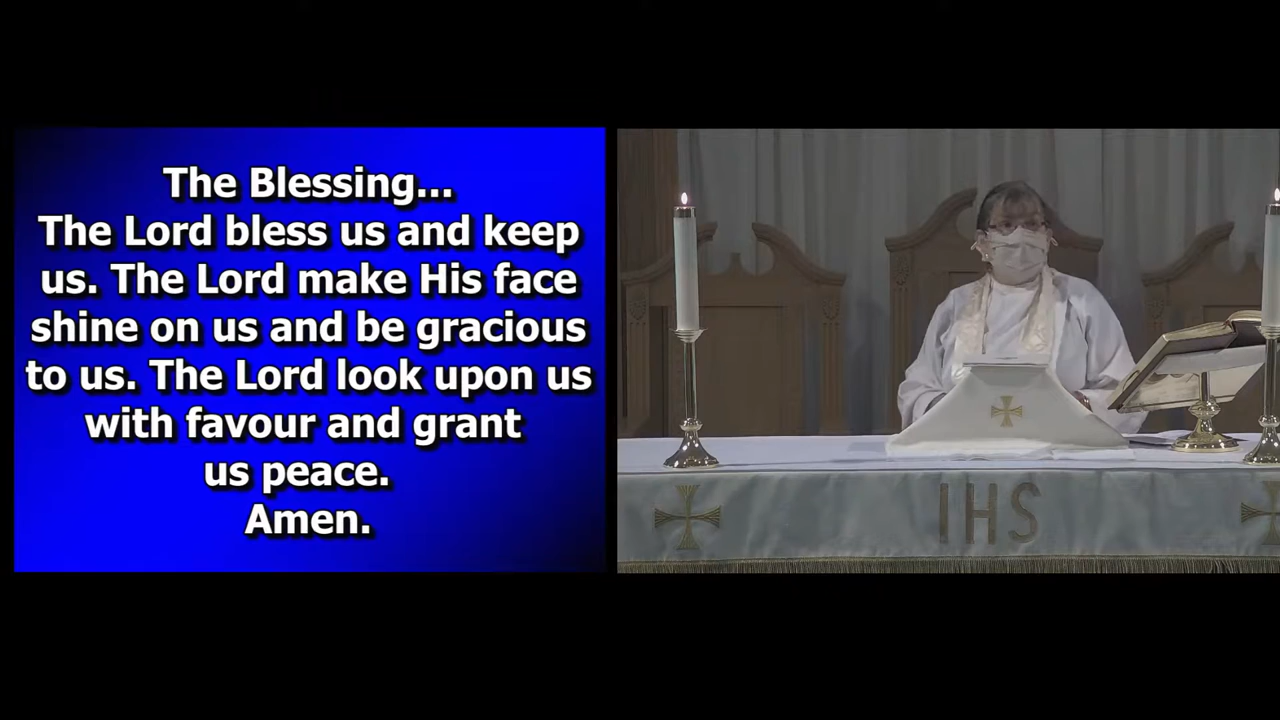 The Blessing...
The Lord bless us and keep
us. The Lord make His face
shine on us and be gracious
to us. The Lord look upon us
with favour and grant
us peace.
Amen.
IHS